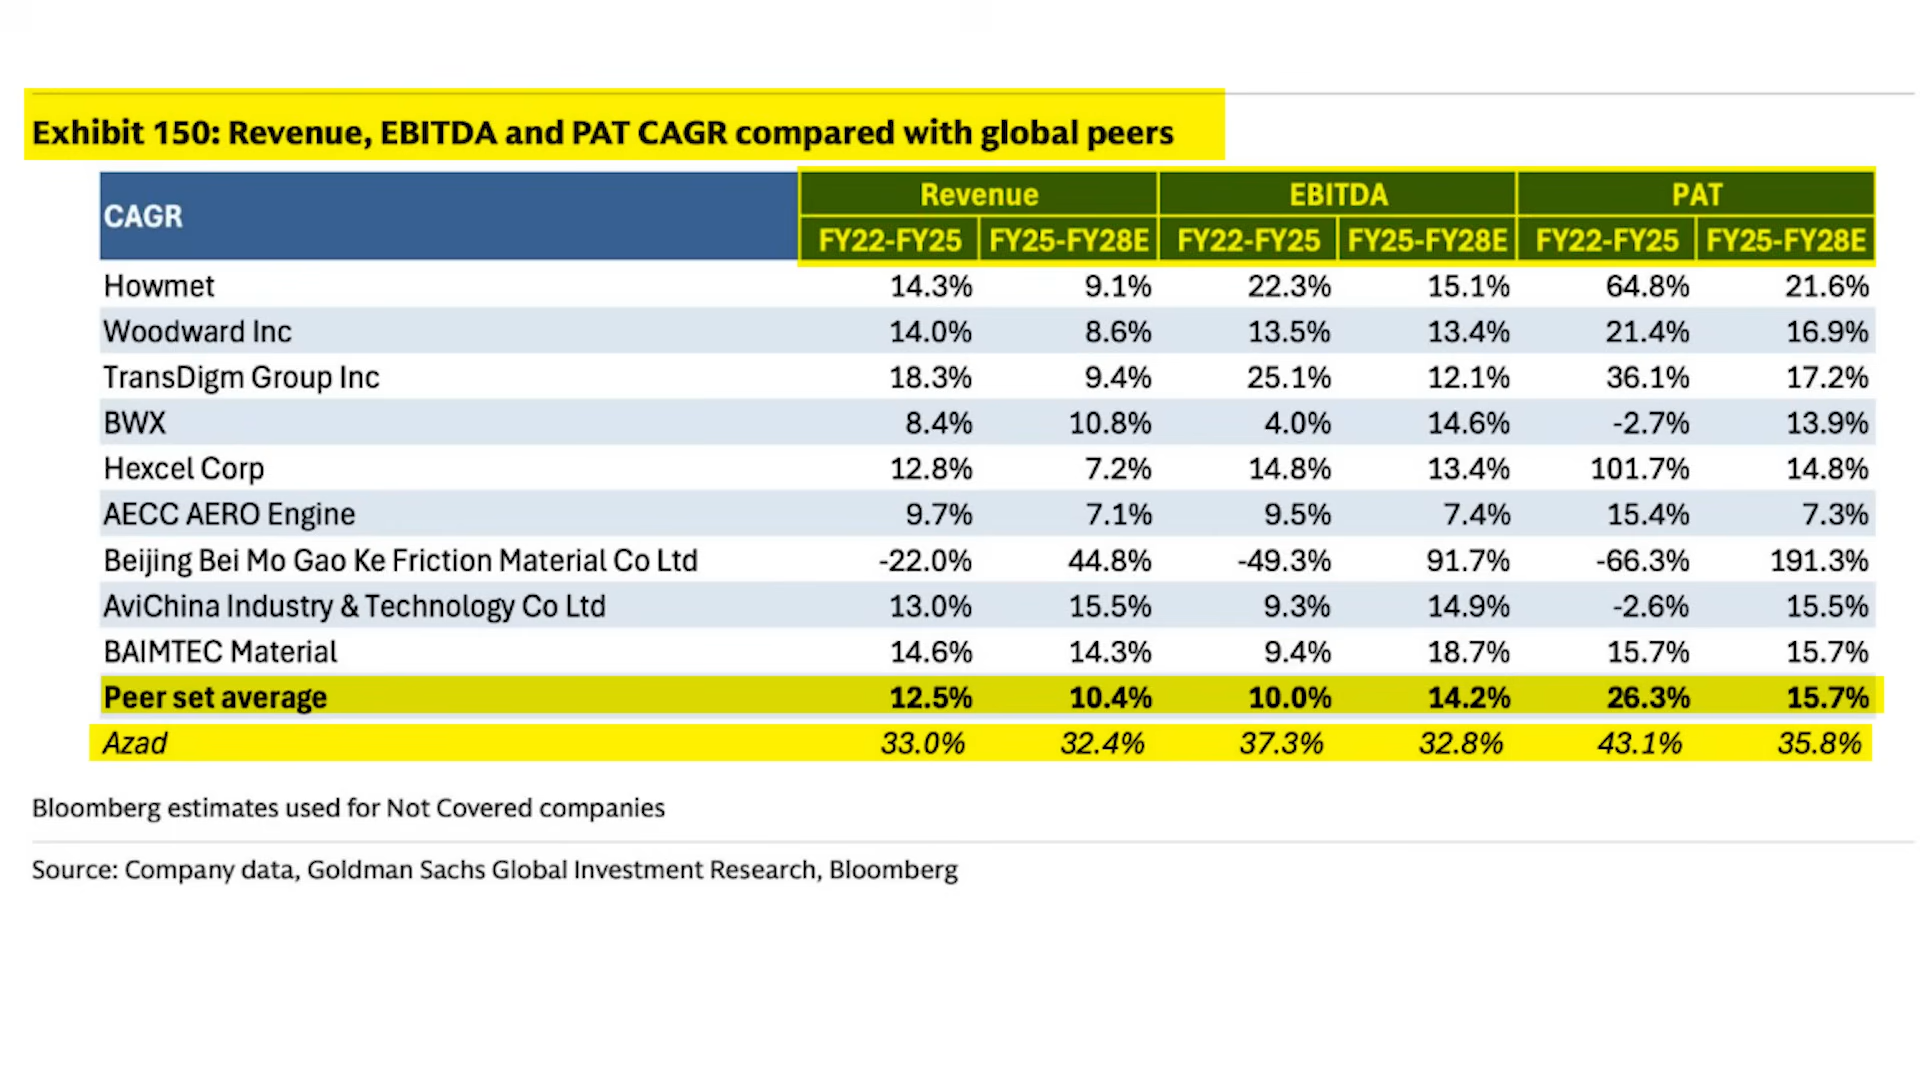 Exhibit 150: Revenue, EBITDA and PAT CAGR compared with global peers
CAGR Revenue EBITDA PAT
FY22-FY25 FY25-FY28E FY22-FY25 FY25-FY28E FY22-FY25 FY25-FY28E
Howmet 14.3% 9.1% 22.3% 15.1% 64.8% 21.6%
Woodward Inc 14.0% 8.6% 13.5% 13.4% 21.4% 16.9%
TransDigm Group Inc 18.3% 9.4% 25.1% 12.1% 36.1% 17.2%
BWX 8.4% 10.8% 4.0% 14.6% -2.7% 13.9%
Hexcel Corp 12.8% 7.2% 14.8% 13.4% 101.7% 14.8%
AECC AERO Engine 9.7% 7.1% 9.5% 7.4% 15.4% 7.3%
Beijing Bei Mo Gao Ke Friction Material Co Ltd -22.0% 44.8% -49.3% 91.7% -66.3% 191.3%
AviChina Industry & Technology Co Ltd 13.0% 15.5% 9.3% 14.9% -2.6% 15.5%
BAIMTEC Material 14.6% 14.3% 9.4% 18.7% 15.7% 15.7%
Peer set average 12.5% 10.4% 10.0% 14.2% 26.3% 15.7%
Azad 33.0% 32.4% 37.3% 32.8% 43.1% 35.8%
Bloomberg estimates used for Not Covered companies
Source: Company data, Goldman Sachs Global Investment Research, Bloomberg